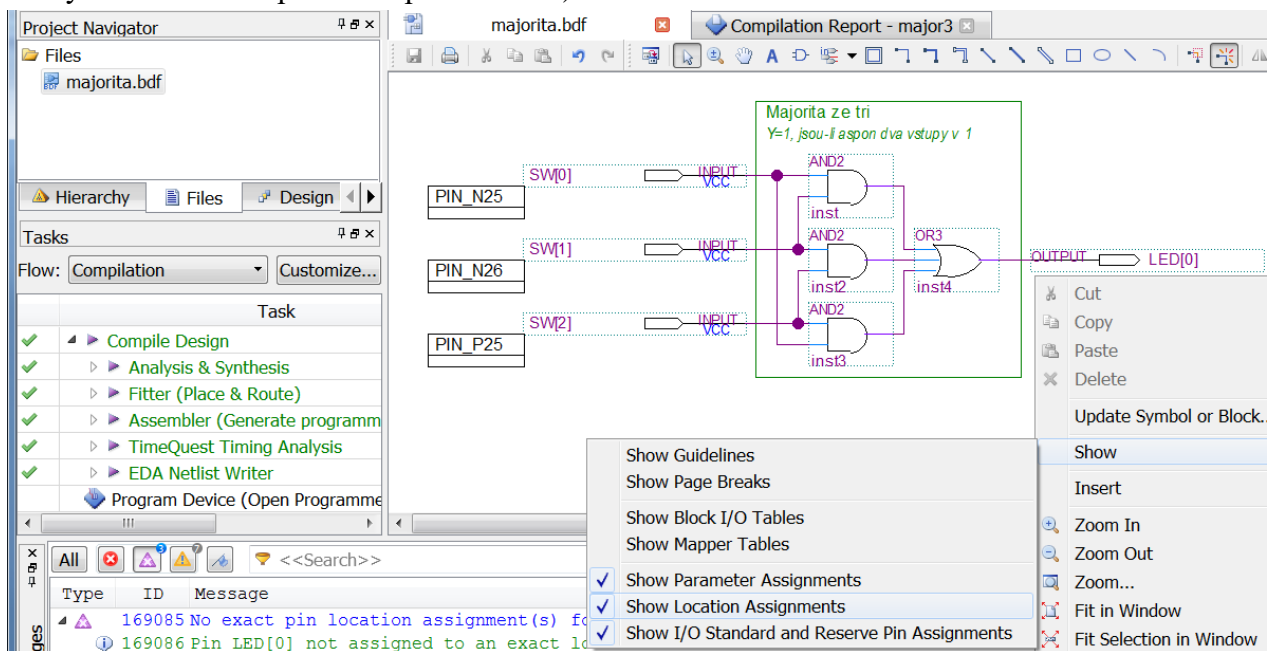 Project Navigator
majorita.bdf
Compilation Report - major3
Files
majorita.bdf
Hierarchy
Files
Design
Tasks
Flow:
Compilation
Customize...
Task
Compile Design
Analysis & Synthesis
Fitter (Place & Route)
Assembler (Generate programm
TimeQuest Timing Analysis
EDA Netlist Writer
Program Device (Open Programme
Majorita ze tri
Y=1, jsou-li aspon dva vstupy v 1
SW[0]
INPUT
VCC
PIN_N25
AND2
inst
SW[1]
INPUT
VCC
PIN_N26
AND2
inst2
OR3
inst4
OUTPUT
LED[0]
SW[2]
INPUT
VCC
PIN_P25
AND2
inst3
Cut
Copy
Paste
Delete
Update Symbol or Block..
Show
Insert
Zoom In
Zoom Out
Zoom...
Fit in Window
Fit Selection in Window
Show Guidelines
Show Page Breaks
Show Block I/O Tables
Show Mapper Tables
Show Parameter Assignments
Show Location Assignments
Show I/O Standard and Reserve Pin Assignments
All
<<Search>>
Type ID Message
169085 No exact pin location assignment(s) fo
169086 Pin LED[0] not assigned to an exact lo